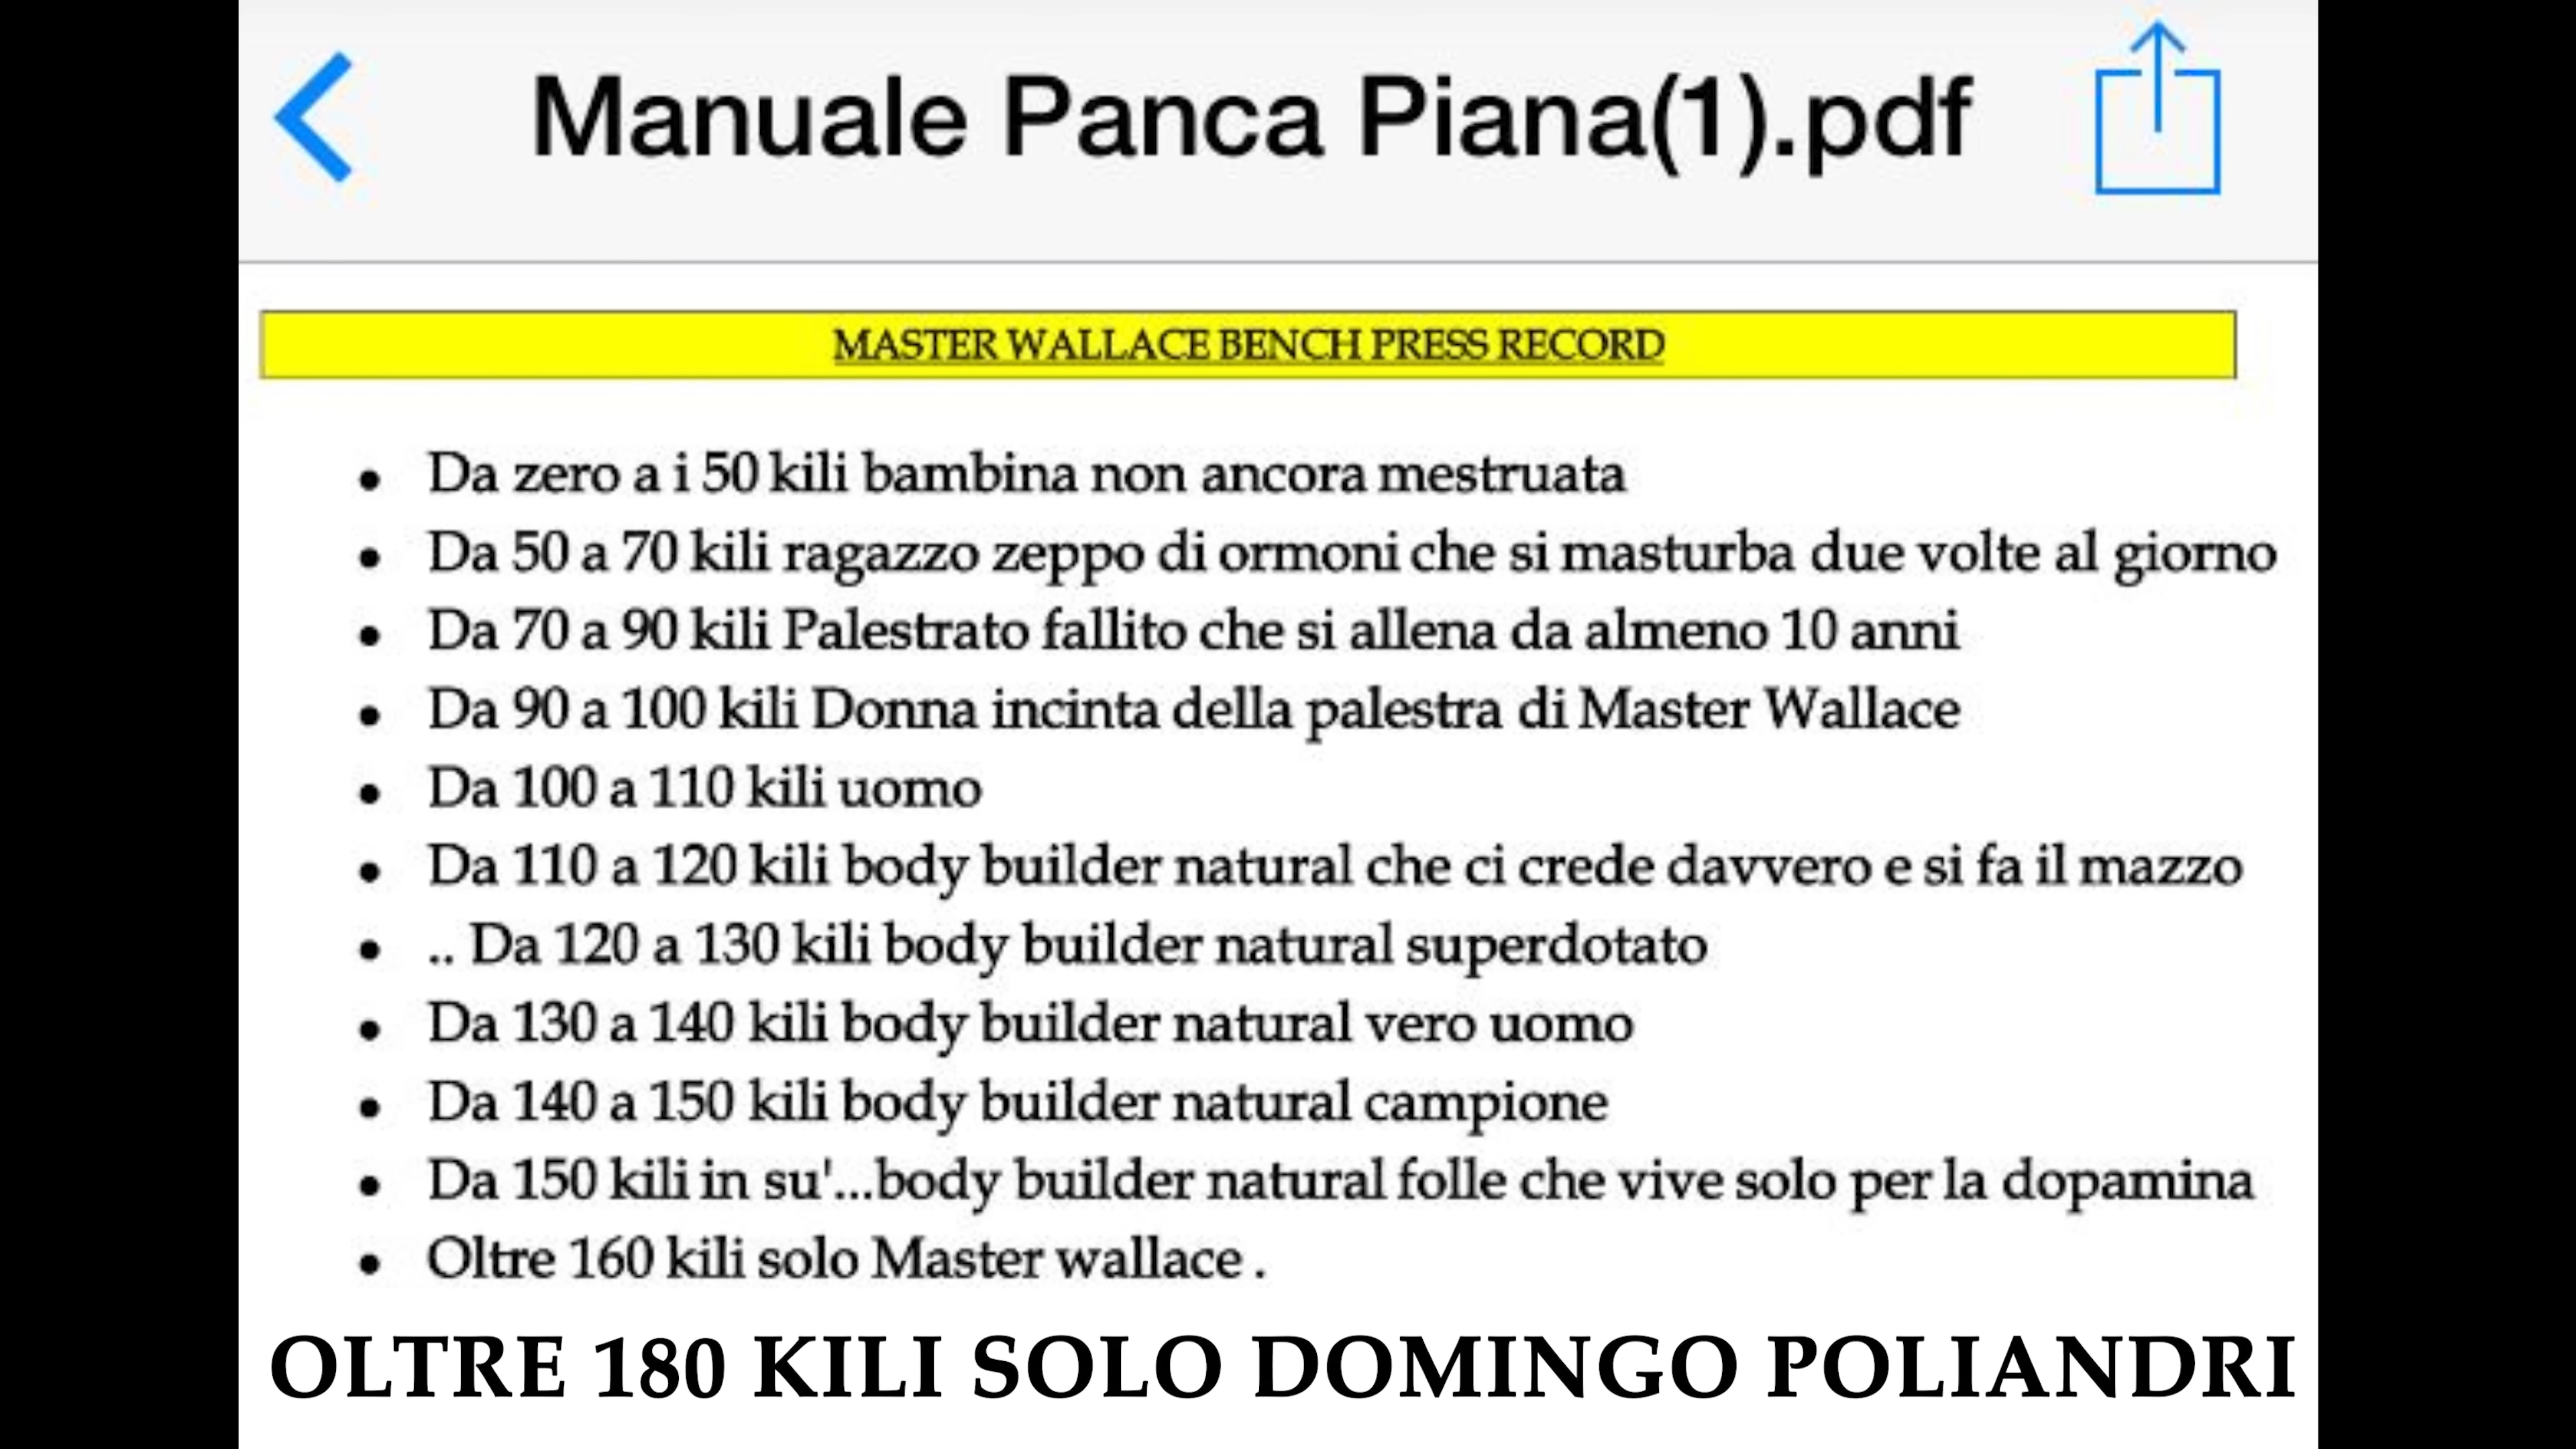 Manuale Panca Piana(1).pdf
MASTER WALLACE BENCH PRESS RECORD
• Da zero a i 50 kili bambina non ancora mestruata
• Da 50 a 70 kili ragazzo zeppo di ormoni che si masturba due volte al giorno
• Da 70 a 90 kili Palestrato fallito che si allena da almeno 10 anni
• Da 90 a 100 kili Donna incinta della palestra di Master Wallace
• Da 100 a 110 kili uomo
• Da 110 a 120 kili body builder natural che ci crede davvero e si fa il mazzo
• .. Da 120 a 130 kili body builder natural superdotato
• Da 130 a 140 kili body builder natural vero uomo
• Da 140 a 150 kili body builder natural campione
• Da 150 kili in su'...body builder natural folle che vive solo per la dopamina
• Oltre 160 kili solo Master wallace .
OLTRE 180 KILI SOLO DOMINGO POLIANDRI